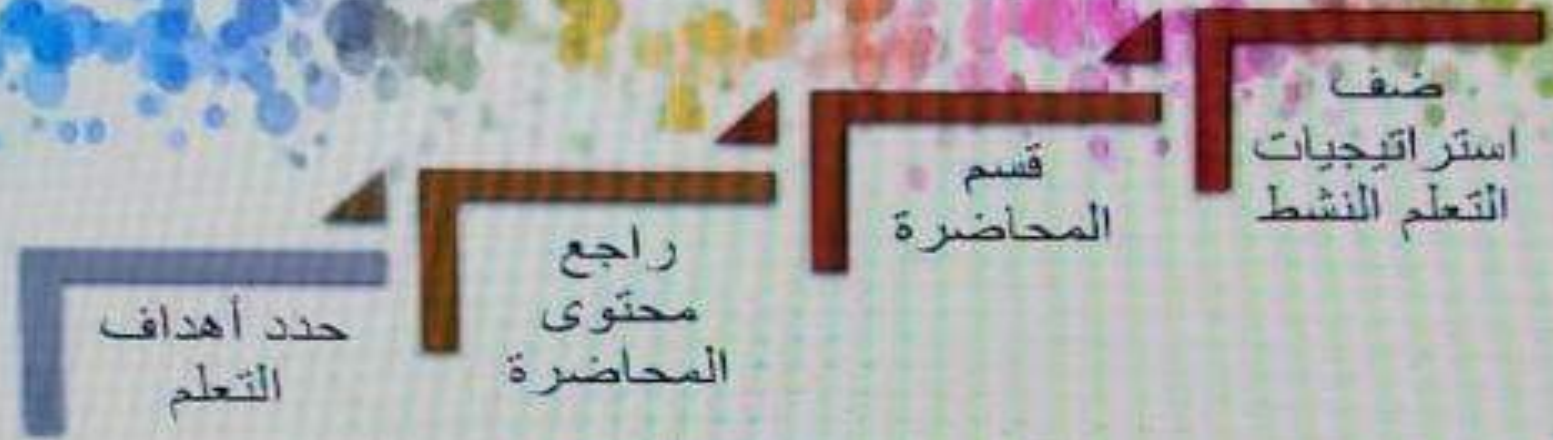 حدد أهداف
التعلم
راجع
محتوى
المحاضرة
قسم
المحاضرة
ضف
استراتيجيات
التعلم النشط